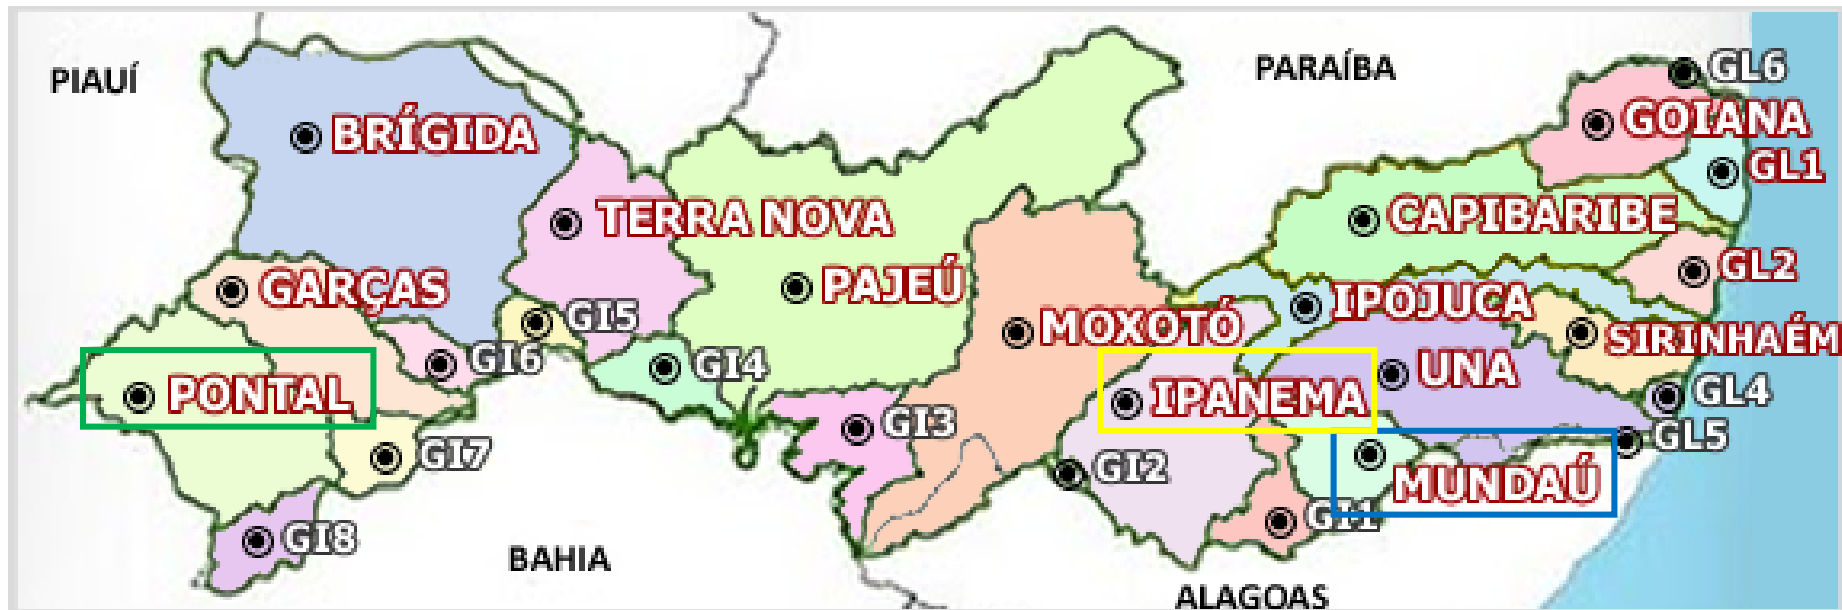 PIAUÍ
PARAÍBA
GL6
GOIANA
BRÍGIDA
GL1
TERRA NOVA
CAPIBARIBE
GL2
GARÇAS
PAJEÚ
IPOJUCA
GI5
MOXOTÓ
SIRINHAÉM
GI6
GI4
UNA
PONTAL
IPANEMA
GL4
GI3
GL5
GI7
GI2
MUNDAÚ
GI1
GI8
BAHIA
ALAGOAS